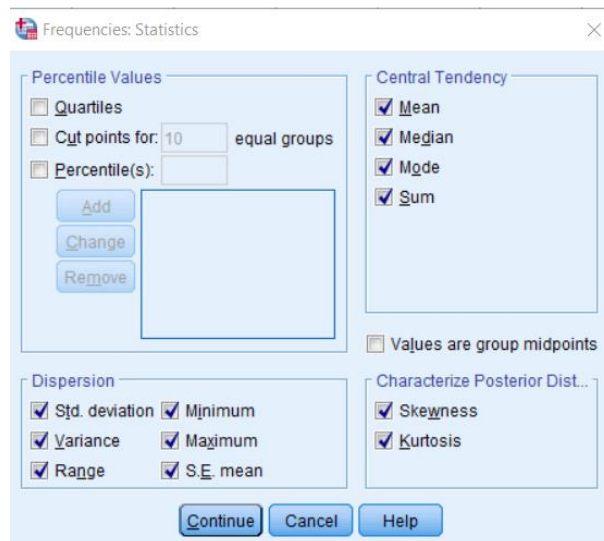 Frequencies: Statistics
Percentile Values
Quartiles
Cut points for: 10 equal groups
Percentile(s):
Add
Change
Remove
Central Tendency
Mean
Median
Mode
Sum
Values are group midpoints
Dispersion
Std. deviation Minimum
Variance Maximum
Range S.E. mean
Characterize Posterior Dist...
Skewness
Kurtosis
Continue Cancel Help